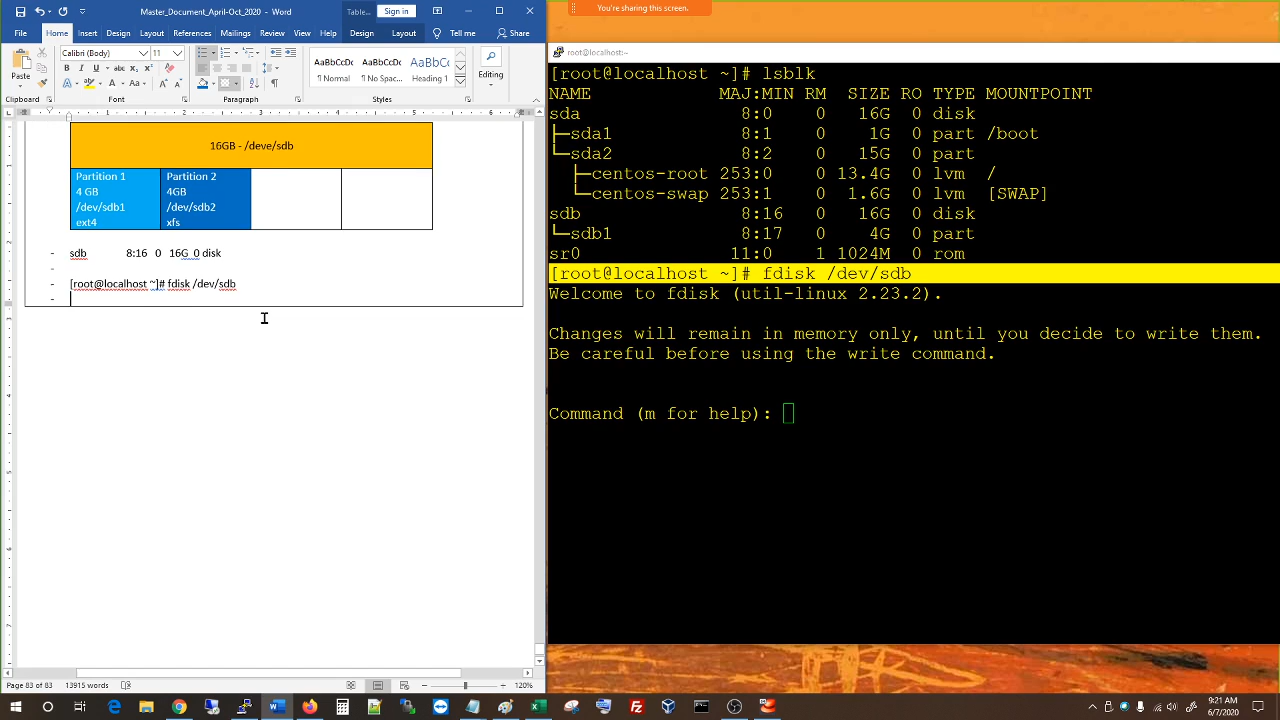 Master_Document_April-Oct_2020 - Word
Table...
Sign in
File
Home
Insert
Draw
Design
Layout
References
Mailings
Review
View
Help
Design
Layout
Tell me
Share
Paste
Calibri (Body)
11
AaBbCcDc
AaBbCcDc
AaBbCc
¶ Normal
¶ No Spac...
Heading 1
Editing
Clipboard
Font
Paragraph
Styles
16GB - /deve/sdb
Partition 1
4 GB
/dev/sdb1
ext4
Partition 2
4GB
/dev/sdb2
xfs
- sdb 8:16 0 16G 0 disk
-
- [root@localhost ~]# fdisk /dev/sdb
-
Page 83 of 83
13915 words
120%
You're sharing this screen.
root@localhost:~
[root@localhost ~]# lsblk
NAME MAJ:MIN RM SIZE RO TYPE MOUNTPOINT
sda 8:0 0 16G 0 disk
├─sda1 8:1 0 1G 0 part /boot
└─sda2 8:2 0 15G 0 part
├─centos-root 253:0 0 13.4G 0 lvm /
└─centos-swap 253:1 0 1.6G 0 lvm [SWAP]
sdb 8:16 0 16G 0 disk
└─sdb1 8:17 0 4G 0 part
sr0 11:0 1 1024M 0 rom
[root@localhost ~]# fdisk /dev/sdb
Welcome to fdisk (util-linux 2.23.2).
Changes will remain in memory only, until you decide to write them.
Be careful before using the write command.
Command (m for help):
9:21 AM
6/7/2020